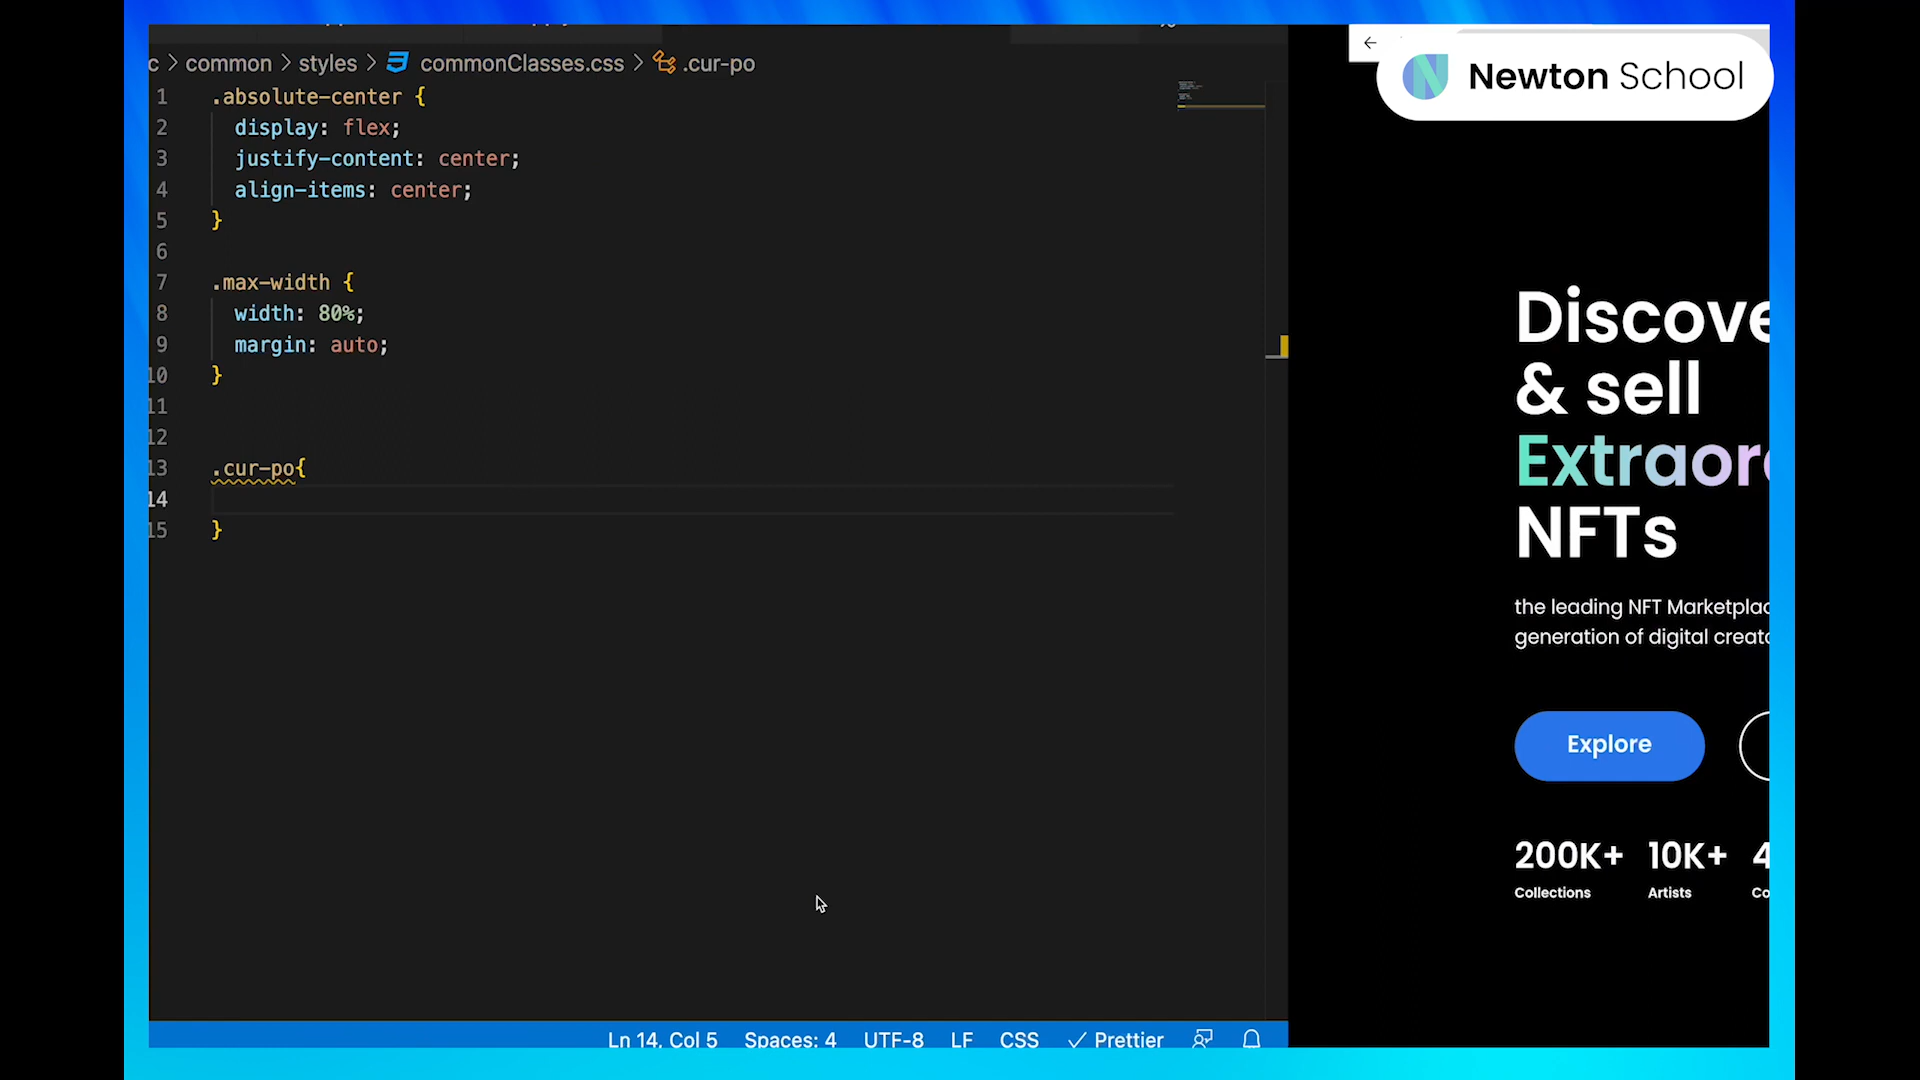 c > common > styles > commonClasses.css > .cur-po
1 .absolute-center {
2 display: flex;
3 justify-content: center;
4 align-items: center;
5 }
6
7 .max-width {
8 width: 80%;
9 margin: auto;
10 }
11
12
13 .cur-po{
14
15 }
Ln 14, Col 5 Spaces: 4 UTF-8 LF CSS ✓ Prettier
Newton School
Discove
& sell
Extraor
NFTs
the leading NFT Marketplac
generation of digital creato
Explore
200K+ 10K+ 4
Collections Artists Co